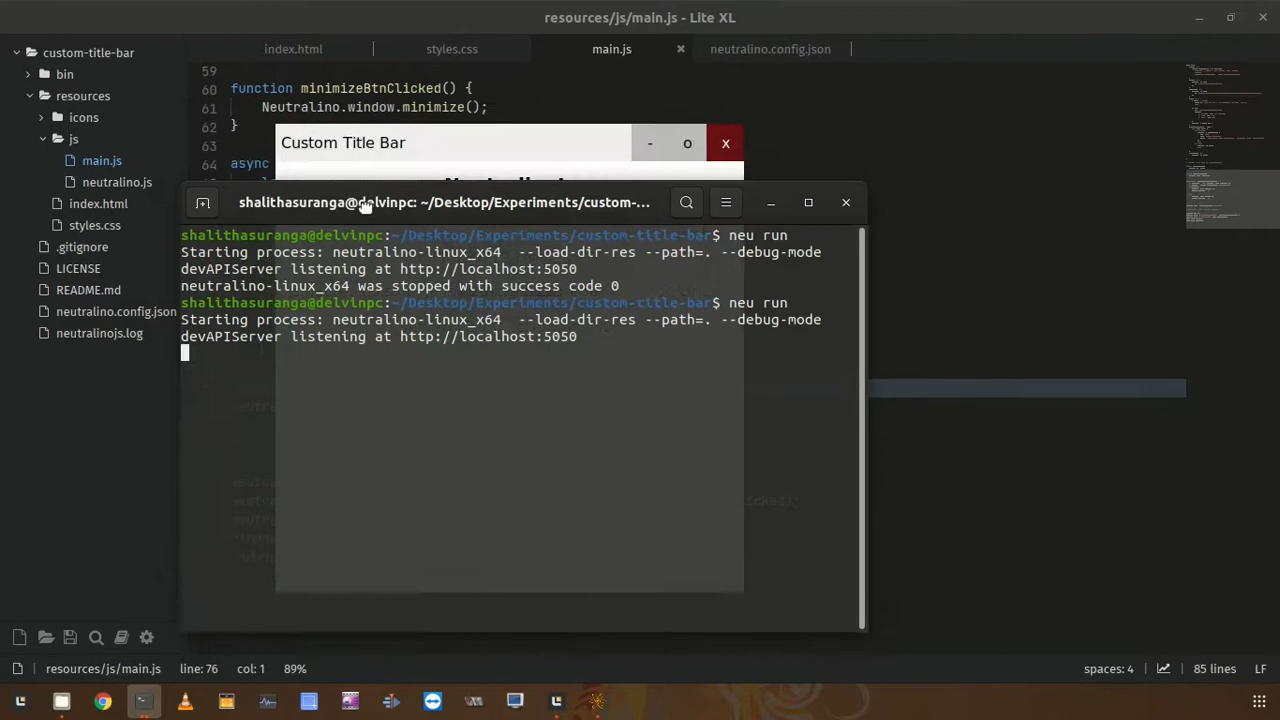 resources/js/main.js - Lite XL
custom-title-bar
bin
resources
icons
js
main.js
neutralino.js
index.html
styles.css
.gitignore
LICENSE
README.md
neutralino.config.json
neutralinojs.log
index.html
styles.css
main.js
neutralino.config.json
59
60 function minimizeBtnClicked() {
61 Neutralino.window.minimize();
62 }
63
64 async
Custom Title Bar
- o x
shalithasuranga@delvinpc: ~/Desktop/Experiments/custom-...
shalithasuranga@delvinpc:~/Desktop/Experiments/custom-title-bar$ neu run
Starting process: neutralino-linux_x64 --load-dir-res --path=. --debug-mode
devAPIServer listening at http://localhost:5050
neutralino-linux_x64 was stopped with success code 0
shalithasuranga@delvinpc:~/Desktop/Experiments/custom-title-bar$ neu run
Starting process: neutralino-linux_x64 --load-dir-res --path=. --debug-mode
devAPIServer listening at http://localhost:5050
resources/js/main.js
line: 76
col: 1
89%
spaces: 4
85 lines
LF